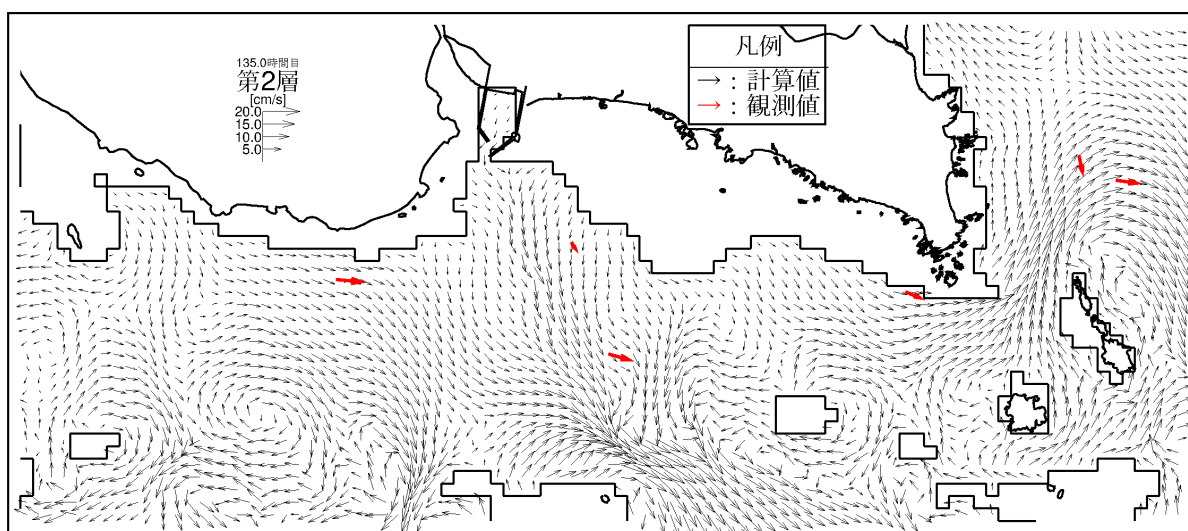 135.0時間目
第2層
[cm/s]
20.0
15.0
10.0
5.0
凡例
→ : 計算値
→ : 観測値